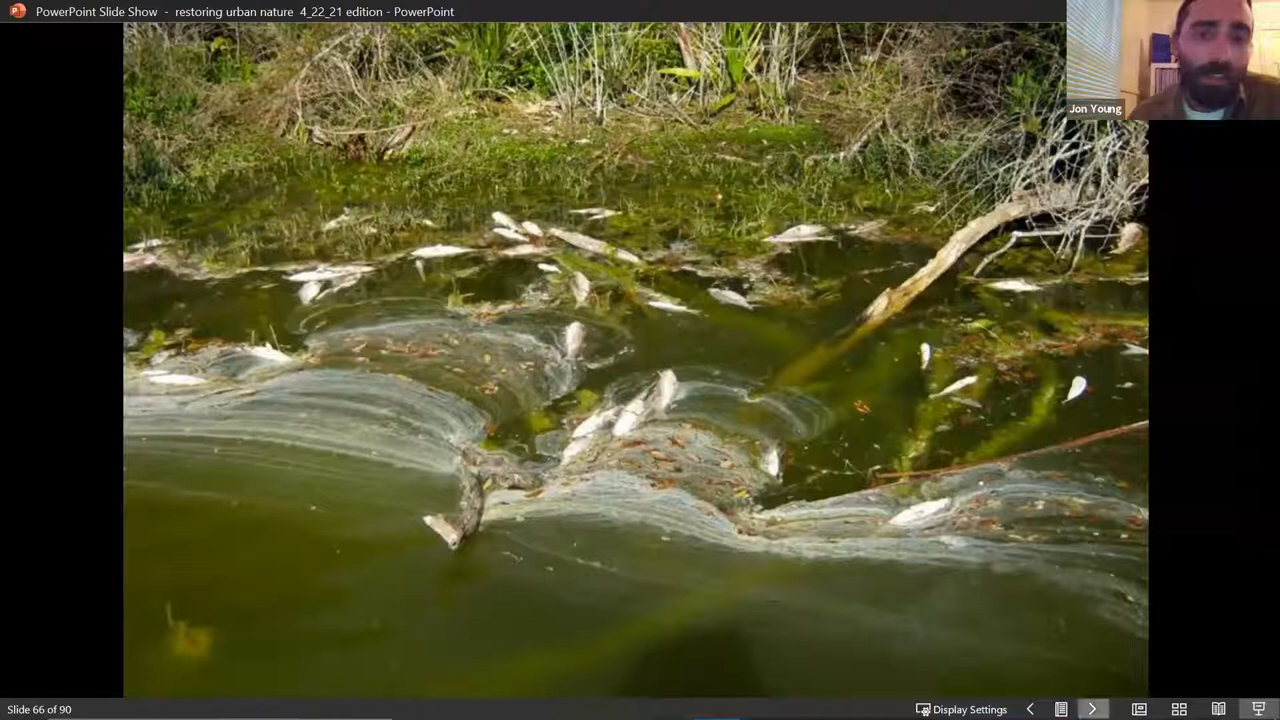 PowerPoint Slide Show - restoring urban nature 4_22_21 edition - PowerPoint
Jon Young
Slide 66 of 90
Display Settings